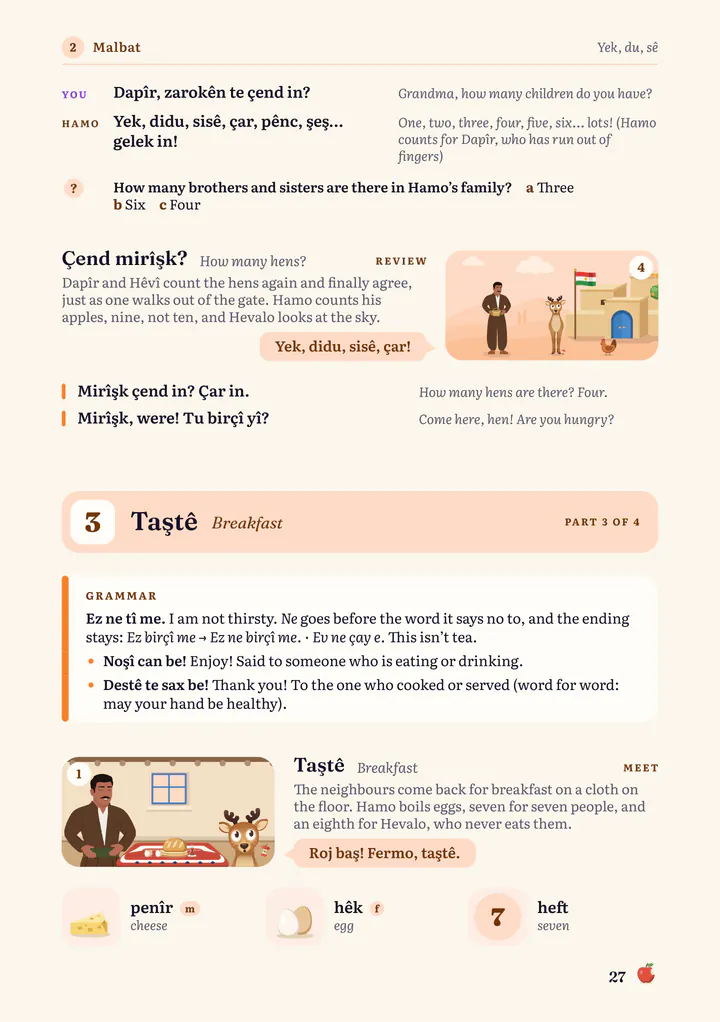 2 Malbat
Yek, du, sê
YOU Dapîr, zarokên te çend in? Grandma, how many children do you have?
HAMO Yek, didu, sisê, çar, pênc, şeş... One, two, three, four, five, six... lots! (Hamo
gelek in! counts for Dapîr, who has run out of
fingers)
? How many brothers and sisters are there in Hamo's family? a Three
b Six c Four
Çend mirîşk? How many hens? REVIEW
Dapîr and Hêvî count the hens again and finally agree,
just as one walks out of the gate. Hamo counts his
apples, nine, not ten, and Hevalo looks at the sky.
Yek, didu, sisê, çar!
4
Mirîşk çend in? Çar in. How many hens are there? Four.
Mirîşk, were! Tu birçî yî? Come here, hen! Are you hungry?
3 Taştê Breakfast PART 3 OF 4
GRAMMAR
Ez ne tî me. I am not thirsty. Ne goes before the word it says no to, and the ending
stays: Ez birçî me → Ez ne birçî me. · Ev ne çay e. This isn't tea.
• Noşî can be! Enjoy! Said to someone who is eating or drinking.
• Destê te sax be! Thank you! To the one who cooked or served (word for word:
may your hand be healthy).
1
Taştê Breakfast MEET
The neighbours come back for breakfast on a cloth on
the floor. Hamo boils eggs, seven for seven people, and
an eighth for Hevalo, who never eats them.
Roj baş! Fermo, taştê.
penîr m
cheese
hêk f
egg
7 heft
seven
27